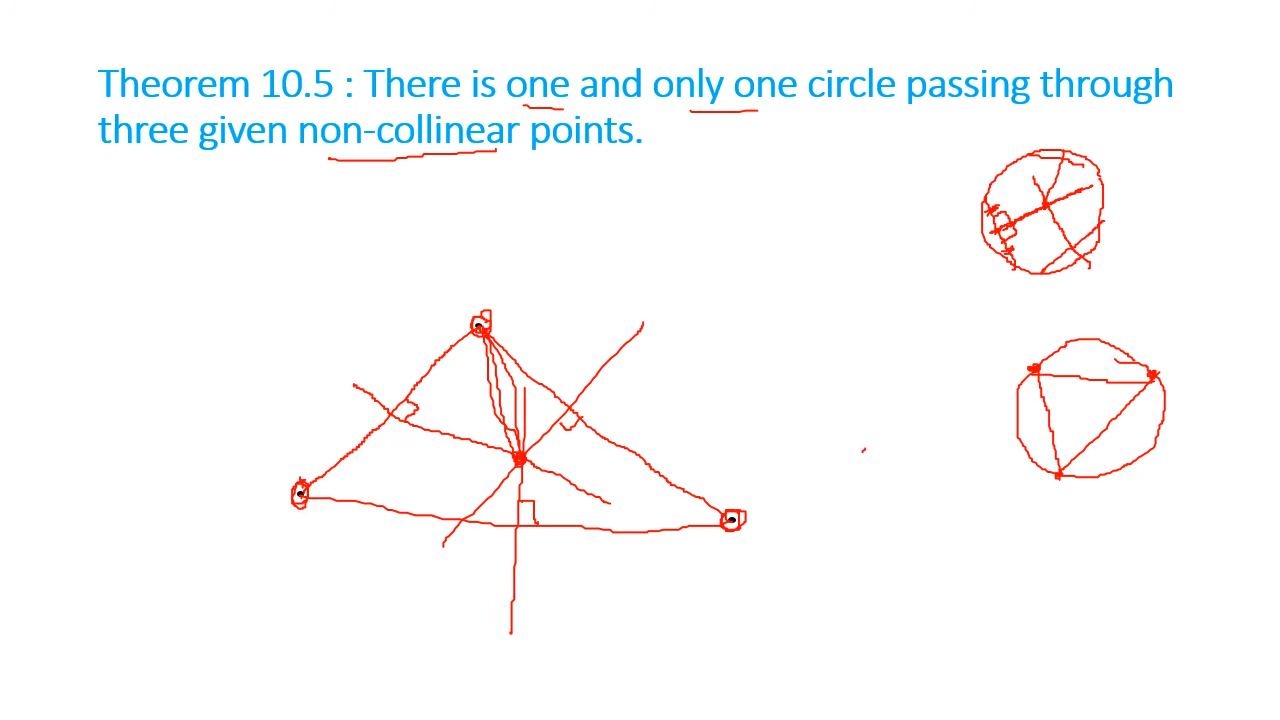 Theorem 10.5 : There is one and only one circle passing through
three given non-collinear points.